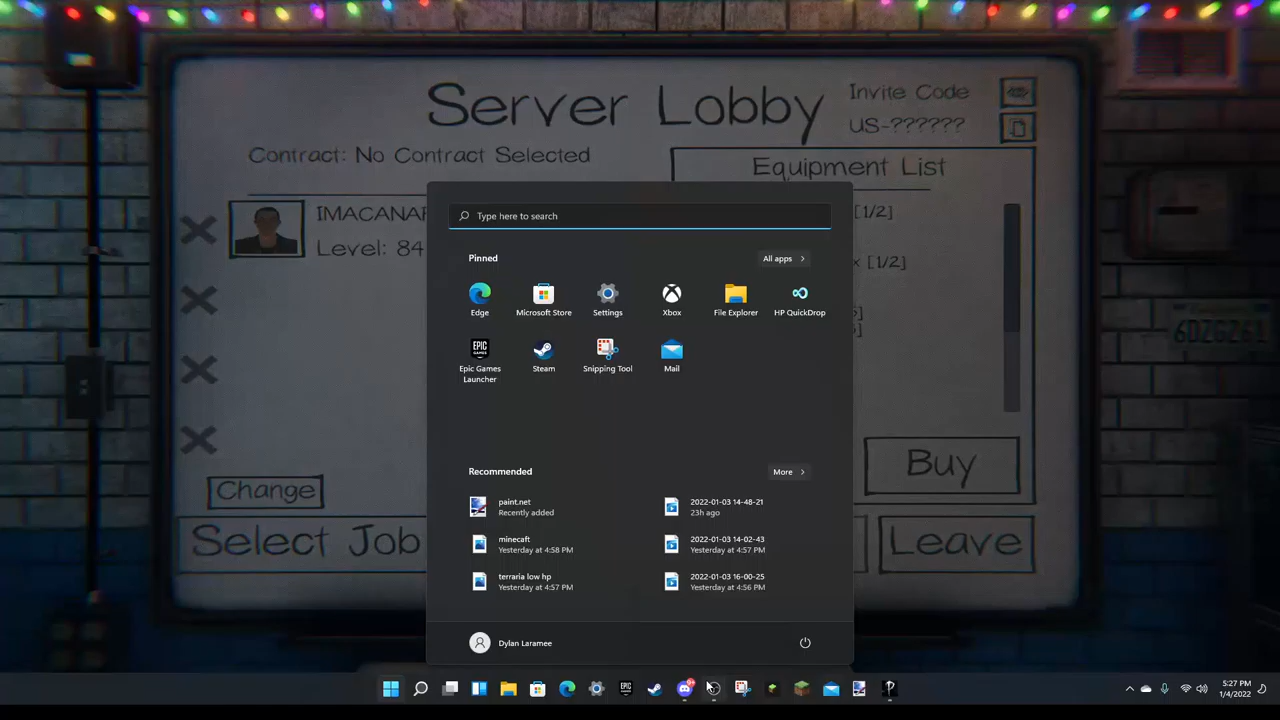 Server Lobby
Invite Code
US-??????
Contract: No Contract Selected
Equipment List
Level: 84
[1/2]
x [1/2]
Change
Buy
Select Job
Leave
6DZG261
Type here to search
Pinned
All apps
Edge
Microsoft Store
Settings
Xbox
File Explorer
HP QuickDrop
EPIC GAMES
Epic Games Launcher
Steam
Snipping Tool
Mail
Recommended
More
paint.net
Recently added
2022-01-03 14-48-21
23h ago
minecaft
Yesterday at 4:58 PM
2022-01-03 14-02-43
Yesterday at 4:57 PM
terraria low hp
Yesterday at 4:57 PM
2022-01-03 16-00-25
Yesterday at 4:56 PM
Dylan Laramee
EPIC
9+
5:27 PM
1/4/2022